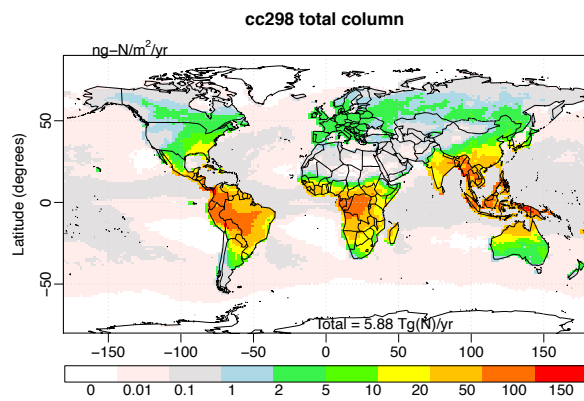 cc298 total column
ng-N/m²/yr
Latitude (degrees)
50
0
−50
Total = 5.88 Tg(N)/yr
−150 −100 −50 0 50 100 150
0 0.01 0.1 1 2 5 10 20 50 100 150